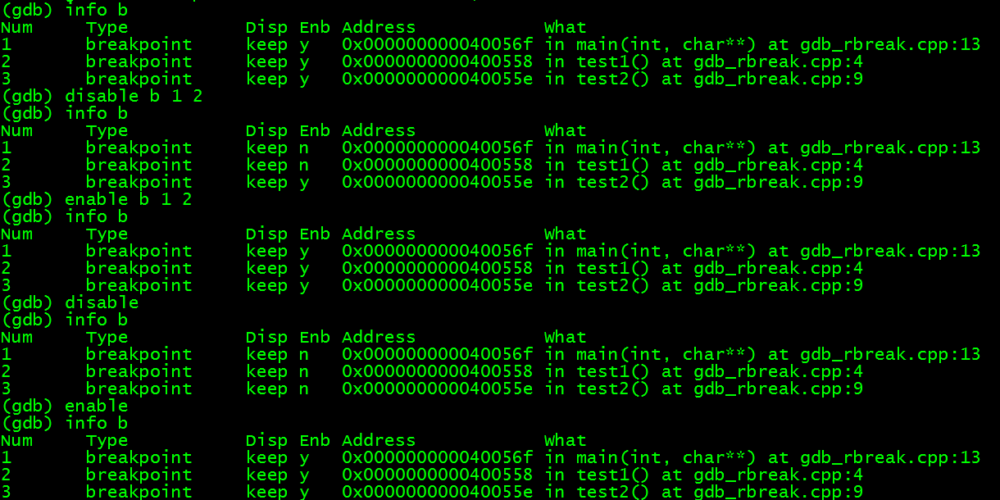 (gdb) info b
Num     Type           Disp Enb Address            What
1       breakpoint     keep y   0x000000000040056f in main(int, char**) at gdb_rbreak.cpp:13
2       breakpoint     keep y   0x0000000000400558 in test1() at gdb_rbreak.cpp:4
3       breakpoint     keep y   0x000000000040055e in test2() at gdb_rbreak.cpp:9
(gdb) disable b 1 2
(gdb) info b
Num     Type           Disp Enb Address            What
1       breakpoint     keep n   0x000000000040056f in main(int, char**) at gdb_rbreak.cpp:13
2       breakpoint     keep n   0x0000000000400558 in test1() at gdb_rbreak.cpp:4
3       breakpoint     keep y   0x000000000040055e in test2() at gdb_rbreak.cpp:9
(gdb) enable b 1 2
(gdb) info b
Num     Type           Disp Enb Address            What
1       breakpoint     keep y   0x000000000040056f in main(int, char**) at gdb_rbreak.cpp:13
2       breakpoint     keep y   0x0000000000400558 in test1() at gdb_rbreak.cpp:4
3       breakpoint     keep y   0x000000000040055e in test2() at gdb_rbreak.cpp:9
(gdb) disable
(gdb) info b
Num     Type           Disp Enb Address            What
1       breakpoint     keep n   0x000000000040056f in main(int, char**) at gdb_rbreak.cpp:13
2       breakpoint     keep n   0x0000000000400558 in test1() at gdb_rbreak.cpp:4
3       breakpoint     keep n   0x000000000040055e in test2() at gdb_rbreak.cpp:9
(gdb) enable
(gdb) info b
Num     Type           Disp Enb Address            What
1       breakpoint     keep y   0x000000000040056f in main(int, char**) at gdb_rbreak.cpp:13
2       breakpoint     keep y   0x0000000000400558 in test1() at gdb_rbreak.cpp:4
3       breakpoint     keep y   0x000000000040055e in test2() at gdb_rbreak.cpp:9